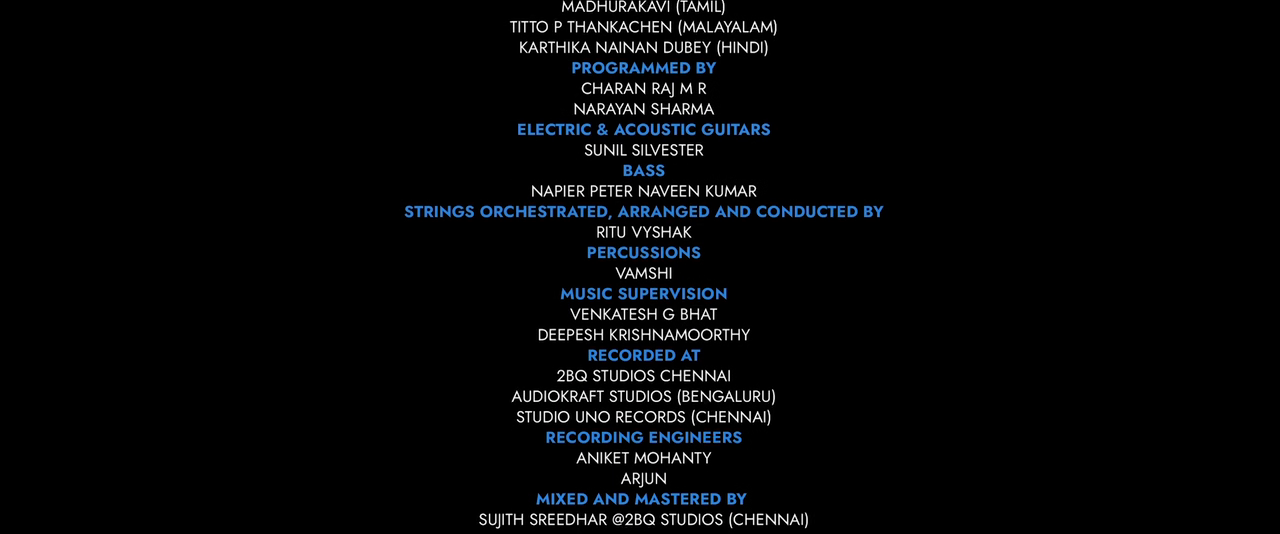 MADHURAKAVI (TAMIL)
TITTO P THANKACHEN (MALAYALAM)
KARTHIKA NAINAN DUBEY (HINDI)
PROGRAMMED BY
CHARAN RAJ M R
NARAYAN SHARMA
ELECTRIC & ACOUSTIC GUITARS
SUNIL SILVESTER
BASS
NAPIER PETER NAVEEN KUMAR
STRINGS ORCHESTRATED, ARRANGED AND CONDUCTED BY
RITU VYSHAK
PERCUSSIONS
VAMSHI
MUSIC SUPERVISION
VENKATESH G BHAT
DEEPESH KRISHNAMOORTHY
RECORDED AT
2BQ STUDIOS CHENNAI
AUDIOKRAFT STUDIOS (BENGALURU)
STUDIO UNO RECORDS (CHENNAI)
RECORDING ENGINEERS
ANIKET MOHANTY
ARJUN
MIXED AND MASTERED BY
SUJITH SREEDHAR @2BQ STUDIOS (CHENNAI)